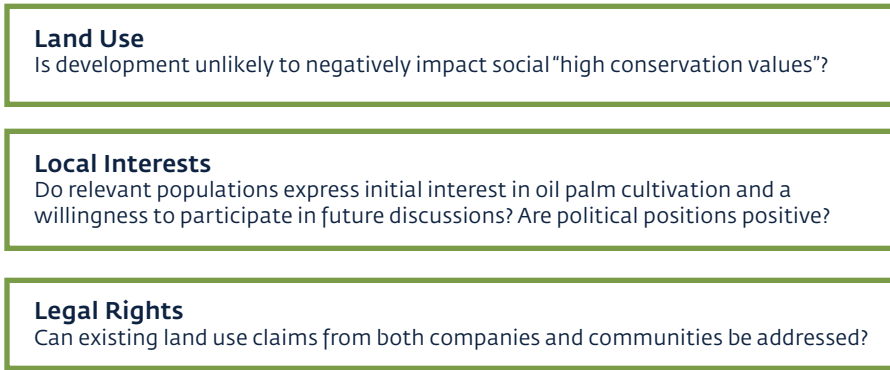 Land Use
Is development unlikely to negatively impact social “high conservation values”?
Local Interests
Do relevant populations express initial interest in oil palm cultivation and a
willingness to participate in future discussions? Are political positions positive?
Legal Rights
Can existing land use claims from both companies and communities be addressed?